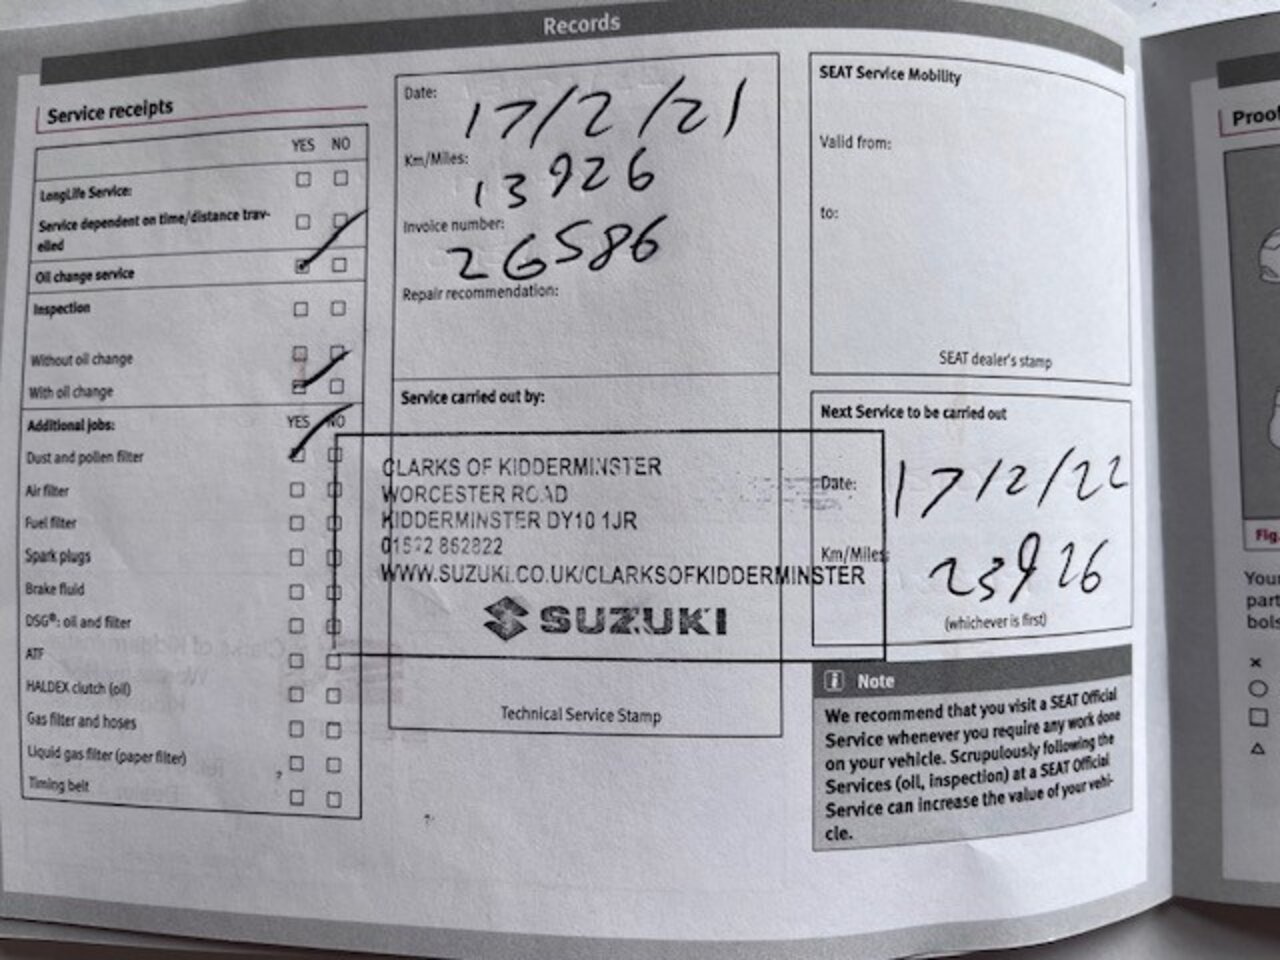 Records
Service receipts
YES NO
LongLife Service:
Service dependent on time/distance trav-
elled
Oil change service
Inspection
Without oil change
With oil change
Additional jobs: YES NO
Dust and pollen filter
Air filter
Fuel filter
Spark plugs
Brake fluid
DSG®: oil and filter
ATF
HALDEX clutch (oil)
Gas filter and hoses
Liquid gas filter (paper filter)
Timing belt
Date: 17/2/21
Km/Miles: 13926
Invoice number: 26586
Repair recommendation:
Service carried out by:
CLARKS OF KIDDERMINSTER
WORCESTER ROAD
KIDDERMINSTER DY10 1JR
WWW.SUZUKI.CO.UK/CLARKSOFKIDDERMINSTER
SUZUKI
Technical Service Stamp
SEAT Service Mobility
Valid from:
to:
SEAT dealer's stamp
Next Service to be carried out
Date: 17/2/22
Km/Miles: 23926
(whichever is first)
Note
We recommend that you visit a SEAT Official
Service whenever you require any work done
on your vehicle. Scrupulously following the
Services (oil, inspection) at a SEAT Official
Service can increase the value of your vehi-
cle.
Proof
Fig.
Your
part
bols